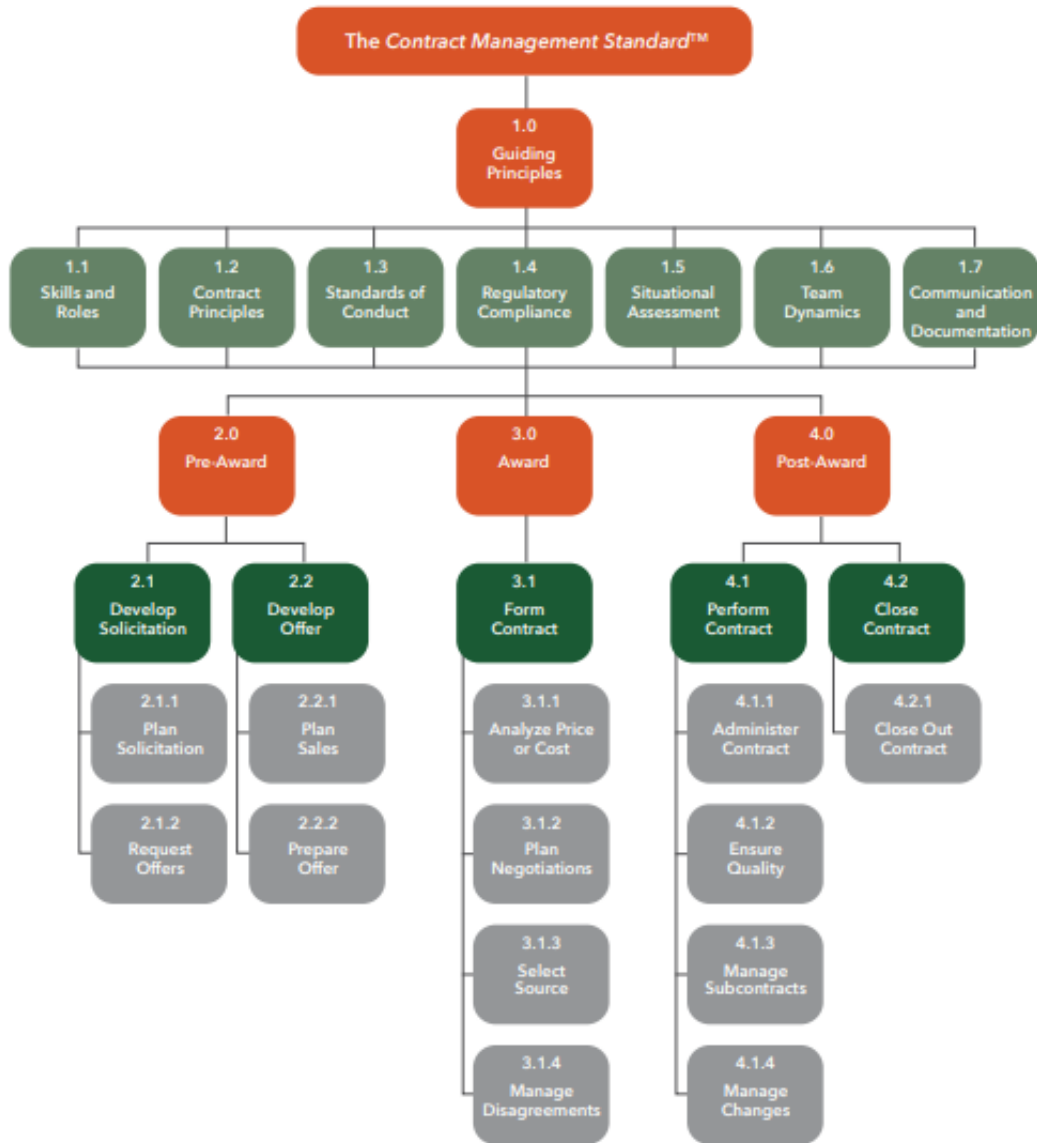 The Contract Management Standard™
1.0
Guiding
Principles
1.1
Skills and
Roles
1.2
Contract
Principles
1.3
Standards of
Conduct
1.4
Regulatory
Compliance
1.5
Situational
Assessment
1.6
Team
Dynamics
1.7
Communication
and
Documentation
2.0
Pre-Award
3.0
Award
4.0
Post-Award
2.1
Develop
Solicitation
2.2
Develop
Offer
3.1
Form
Contract
4.1
Perform
Contract
4.2
Close
Contract
2.1.1
Plan
Solicitation
2.2.1
Plan
Sales
3.1.1
Analyze Price
or Cost
4.1.1
Administer
Contract
4.2.1
Close Out
Contract
2.1.2
Request
Offers
2.2.2
Prepare
Offer
3.1.2
Plan
Negotiations
4.1.2
Ensure
Quality
3.1.3
Select
Source
4.1.3
Manage
Subcontracts
3.1.4
Manage
Disagreements
4.1.4
Manage
Changes